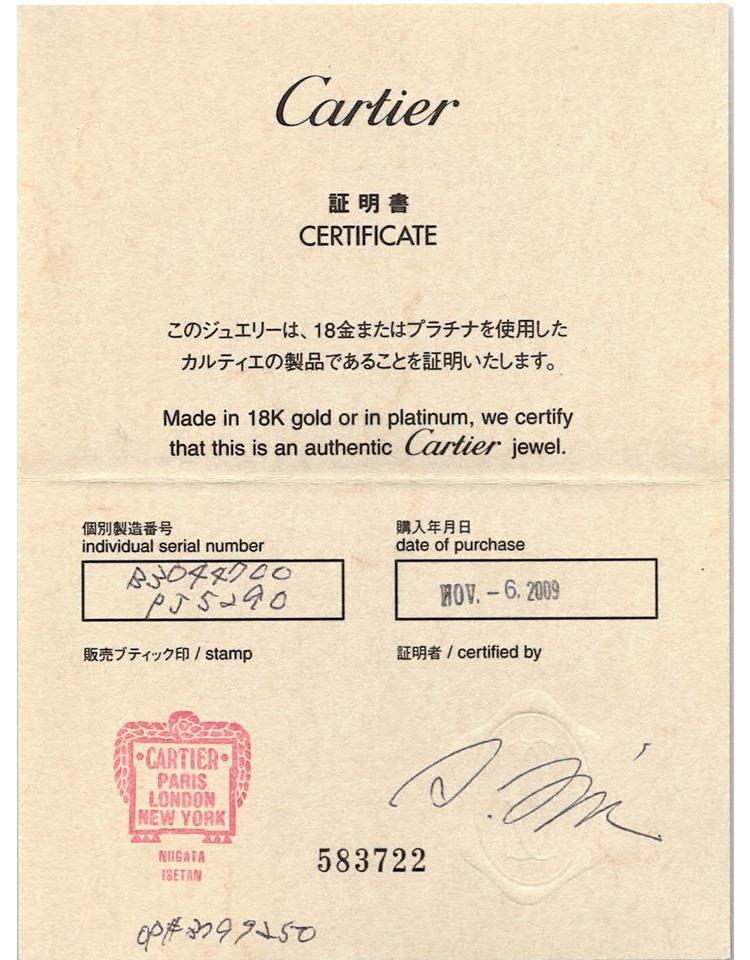 Cartier
証明書
CERTIFICATE
このジュエリーは、18金またはプラチナを使用した
カルティエの製品であることを証明いたします。
Made in 18K gold or in platinum, we certify
that this is an authentic Cartier jewel.
個別製造番号
individual serial number
B3044700
PJ5290
購入年月日
date of purchase
NOV. - 6. 2009
販売ブティック印 / stamp
証明者 / certified by
CARTIER
PARIS
LONDON
NEW YORK
NIIGATA
ISETAN
583722